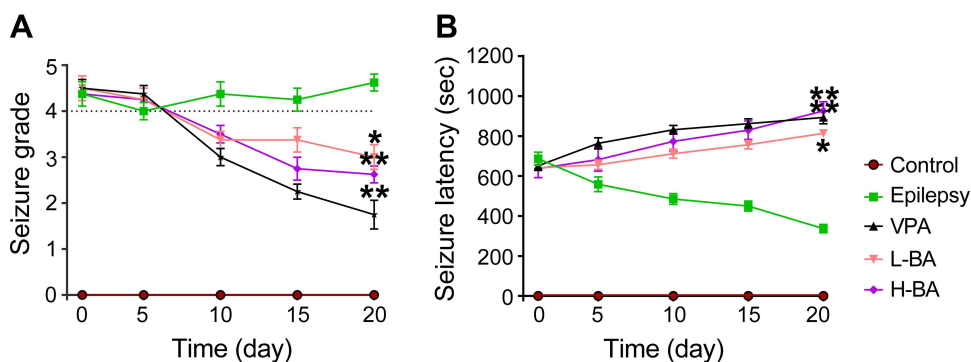 A
Seizure grade
5
4
3
2
1
0
*
**
**
0 5 10 15 20
Time (day)
B
Seizure latency (sec)
1200
1000
800
600
400
200
0
**
**
*
0 5 10 15 20
Time (day)
Control
Epilepsy
VPA
L-BA
H-BA